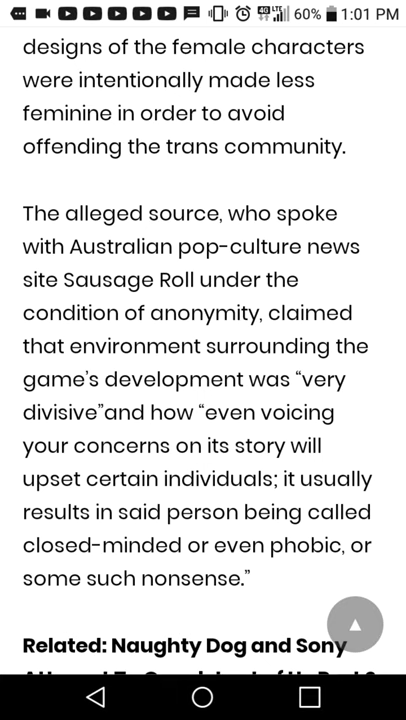 4G LTE 60% 1:01 PM
designs of the female characters
were intentionally made less
feminine in order to avoid
offending the trans community.
The alleged source, who spoke
with Australian pop-culture news
site Sausage Roll under the
condition of anonymity, claimed
that environment surrounding the
game’s development was “very
divisive”and how “even voicing
your concerns on its story will
upset certain individuals; it usually
results in said person being called
closed-minded or even phobic, or
some such nonsense.”
Related: Naughty Dog and Sony